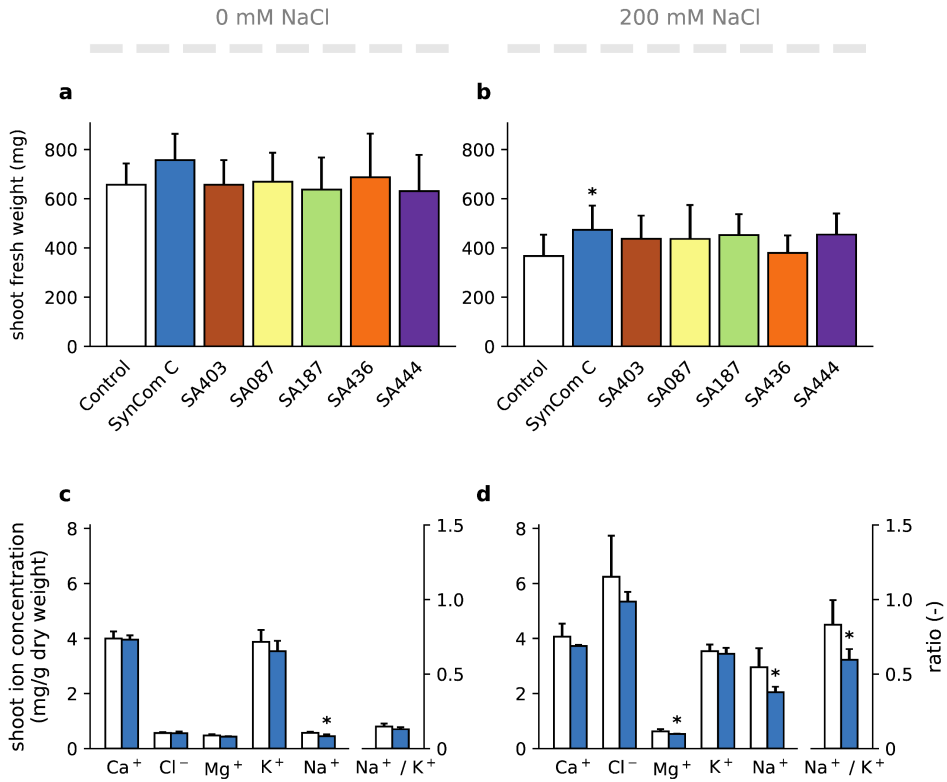 0 mM NaCl
200 mM NaCl
a
b
shoot fresh weight (mg)
800
600
400
200
0
Control
SynCom C
SA403
SA087
SA187
SA436
SA444
800
600
400
200
0
*
Control
SynCom C
SA403
SA087
SA187
SA436
SA444
c
d
shoot ion concentration
(mg/g dry weight)
8
6
4
2
0
*
1.5
1.0
0.5
0
Ca⁺
Cl⁻
Mg⁺
K⁺
Na⁺
Na⁺ / K⁺
8
6
4
2
0
*
*
*
1.5
1.0
0.5
0
ratio (-)
Ca⁺
Cl⁻
Mg⁺
K⁺
Na⁺
Na⁺ / K⁺